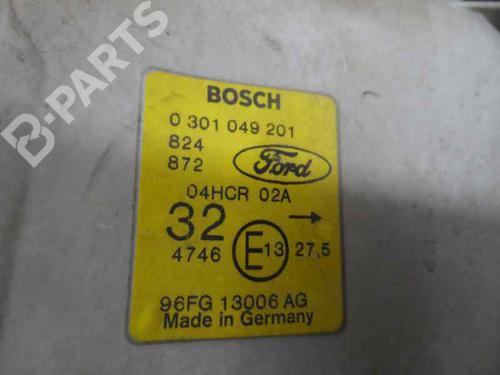 B-PARTS
BOSCH
0 301 049 201
824
872
Ford
04HCR 02A
32
4746
E 13 27,5
96FG 13006 AG
Made in Germany